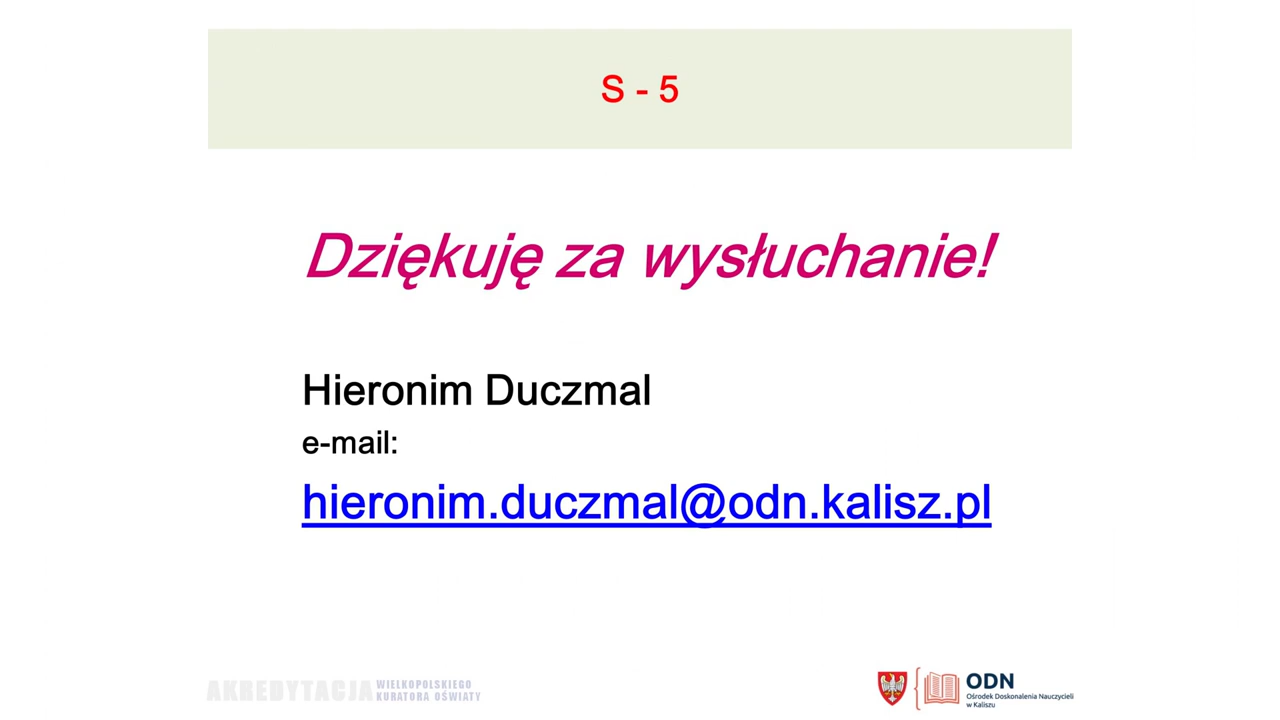 S - 5
Dziękuję za wysłuchanie!
Hieronim Duczmal
e-mail:
hieronim.duczmal@odn.kalisz.pl
AKREDYTACJA WIELKOPOLSKIEGO
KURATORA OŚWIATY
ODN
Ośrodek Doskonalenia Nauczycieli
w Kaliszu